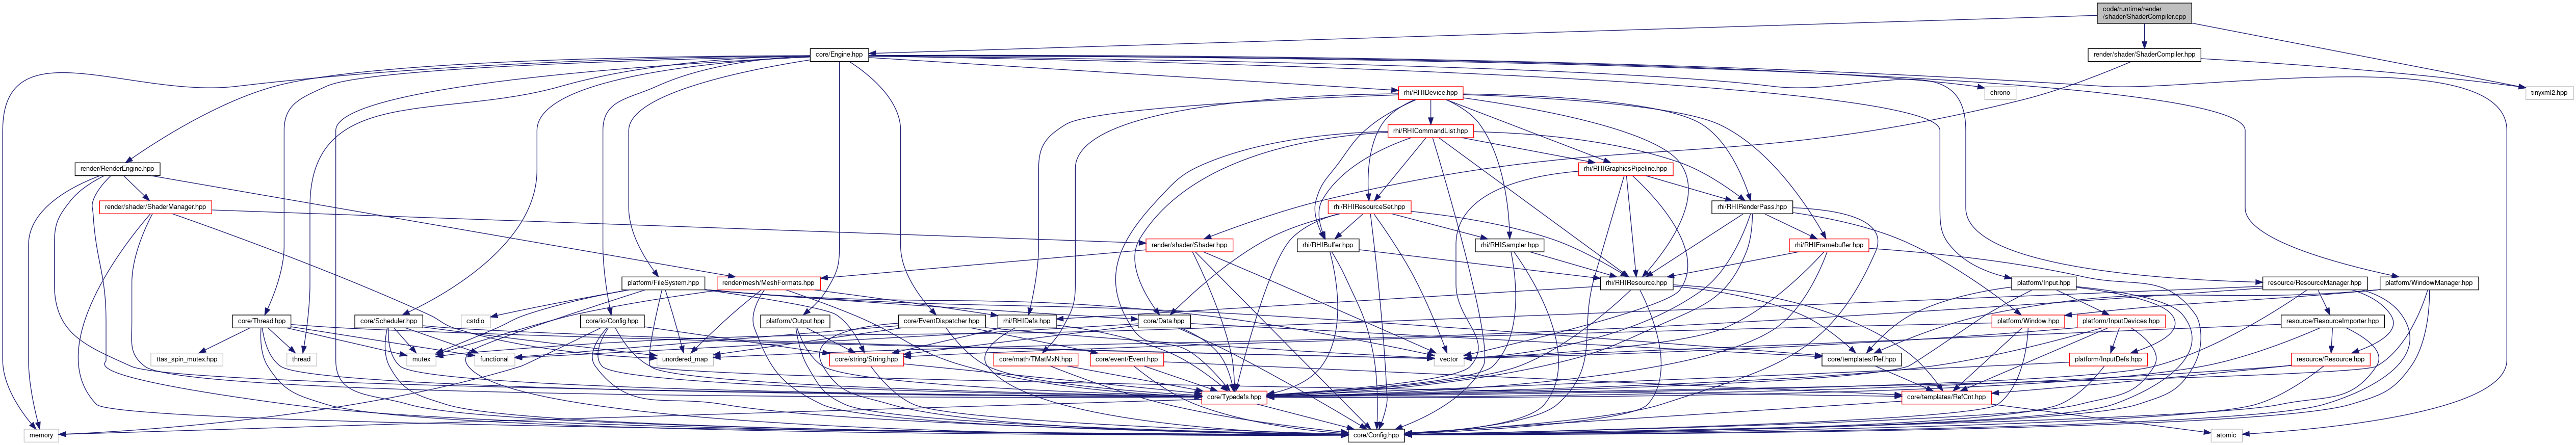 code/runtime/render
/shader/ShaderCompiler.cpp
core/Engine.hpp
render/shader/ShaderCompiler.hpp
rhi/RHIDevice.hpp
chrono
tinyxml2.hpp
rhi/RHICommandList.hpp
render/RenderEngine.hpp
rhi/RHIGraphicsPipeline.hpp
render/shader/ShaderManager.hpp
rhi/RHIResourceSet.hpp
rhi/RHIRenderPass.hpp
render/shader/Shader.hpp
rhi/RHIBuffer.hpp
rhi/RHISampler.hpp
rhi/RHIFramebuffer.hpp
platform/FileSystem.hpp
render/mesh/MeshFormats.hpp
rhi/RHIResource.hpp
platform/Input.hpp
resource/ResourceManager.hpp
platform/WindowManager.hpp
core/Thread.hpp
core/Scheduler.hpp
cstdio
core/io/Config.hpp
platform/Output.hpp
core/EventDispatcher.hpp
rhi/RHIDefs.hpp
core/Data.hpp
platform/Window.hpp
platform/InputDevices.hpp
resource/ResourceImporter.hpp
ttas_spin_mutex.hpp
thread
mutex
functional
unordered_map
core/string/String.hpp
core/math/TMatMxN.hpp
core/event/Event.hpp
vector
core/templates/Ref.hpp
platform/InputDefs.hpp
resource/Resource.hpp
core/Typedefs.hpp
core/templates/RefCnt.hpp
memory
core/Config.hpp
atomic